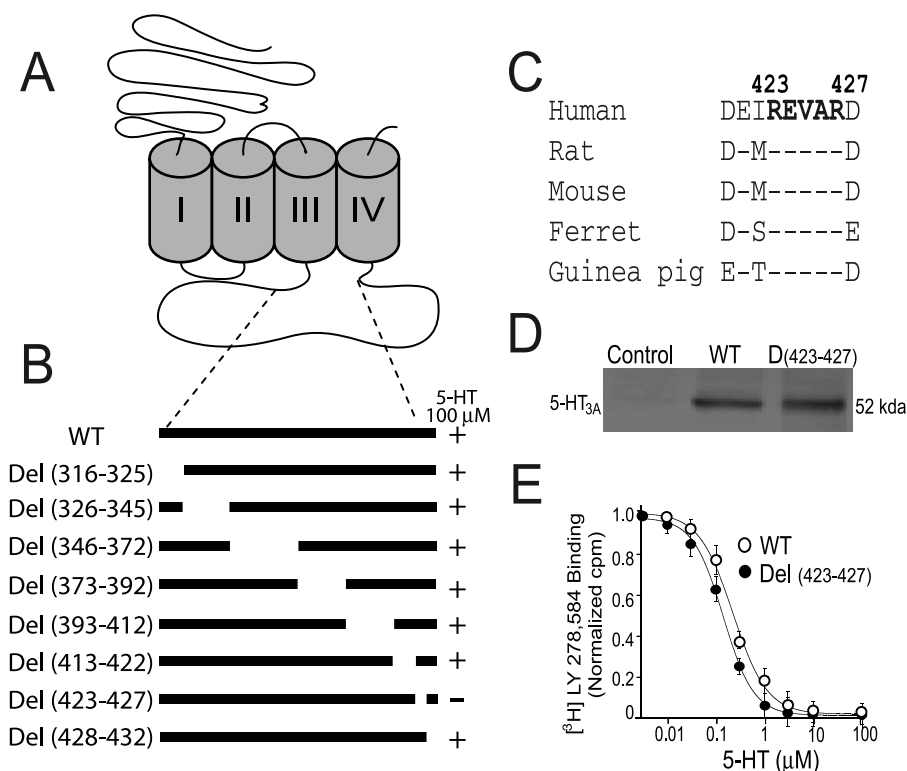 A
I II III IV
B
5-HT
100 μM
WT +
Del (316-325) +
Del (326-345) +
Del (346-372) +
Del (373-392) +
Del (393-412) +
Del (413-422) +
Del (423-427) –
Del (428-432) +
C
423 427
Human DEIREVARD
Rat D-M-----D
Mouse D-M-----D
Ferret D-S-----E
Guinea pig E-T-----D
D
Control WT D(423-427)
5-HT3A 52 kda
E
[³H] LY 278,584 Binding
(Normalized cpm)
1.0
0.8
0.6
0.4
0.2
0
WT
Del (423-427)
0.01 0.1 1 10 100
5-HT (μM)